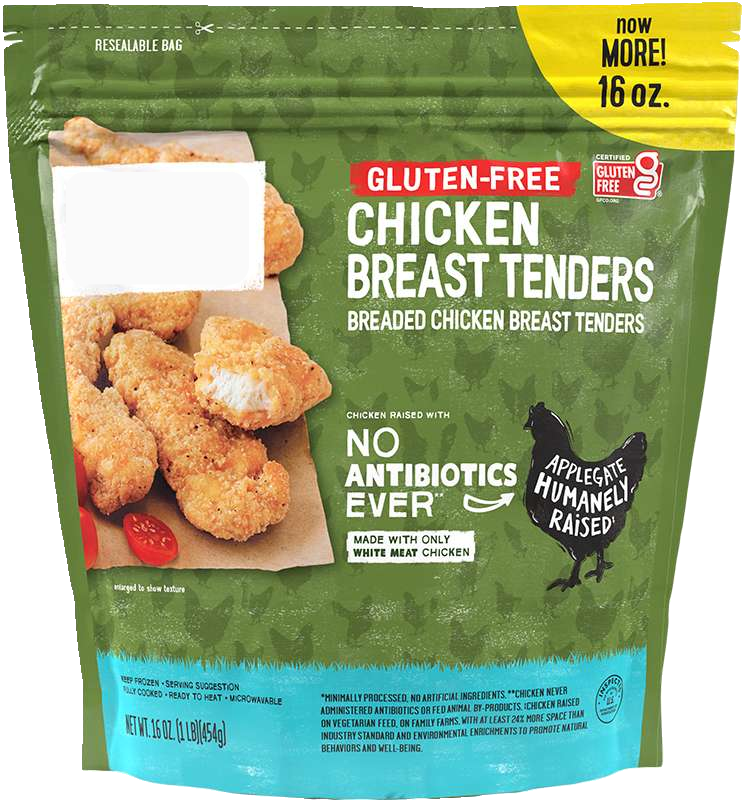 RESEALABLE BAG
now
MORE!
16 oz.
CERTIFIED
GLUTEN
FREE
GFCO.ORG
GLUTEN-FREE
CHICKEN
BREAST TENDERS
BREADED CHICKEN BREAST TENDERS
CHICKEN RAISED WITH
NO
ANTIBIOTICS
EVER**
APPLEGATE
HUMANELY
RAiSED‡
MADE WITH ONLY
WHITE MEAT CHICKEN
enlarged to show texture
KEEP FROZEN • SERVING SUGGESTION
FULLY COOKED • READY TO HEAT • MICROWAVABLE
NET WT. 16 OZ. (1 LB)(454g)
*MINIMALLY PROCESSED, NO ARTIFICIAL INGREDIENTS. **CHICKEN NEVER
ADMINISTERED ANTIBIOTICS OR FED ANIMAL BY-PRODUCTS. ‡CHICKEN RAISED
ON VEGETARIAN FEED, ON FAMILY FARMS, WITH AT LEAST 24% MORE SPACE THAN
INDUSTRY STANDARD AND ENVIRONMENTAL ENRICHMENTS TO PROMOTE NATURAL
BEHAVIORS AND WELL-BEING.